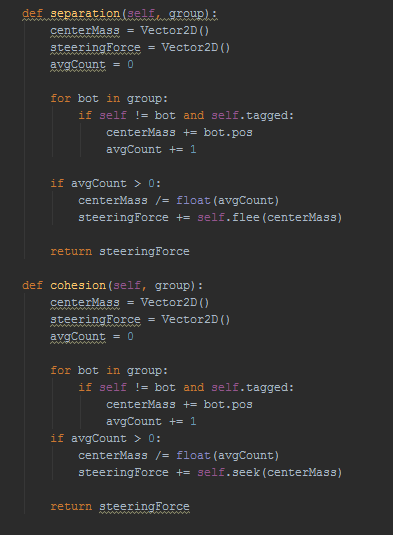 def separation(self, group):
    centerMass = Vector2D()
    steeringForce = Vector2D()
    avgCount = 0
    for bot in group:
        if self != bot and self.tagged:
            centerMass += bot.pos
            avgCount += 1
    if avgCount > 0:
        centerMass /= float(avgCount)
        steeringForce += self.flee(centerMass)
    return steeringForce
def cohesion(self, group):
    centerMass = Vector2D()
    steeringForce = Vector2D()
    avgCount = 0
    for bot in group:
        if self != bot and self.tagged:
            centerMass += bot.pos
            avgCount += 1
    if avgCount > 0:
        centerMass /= float(avgCount)
        steeringForce += self.seek(centerMass)
    return steeringForce